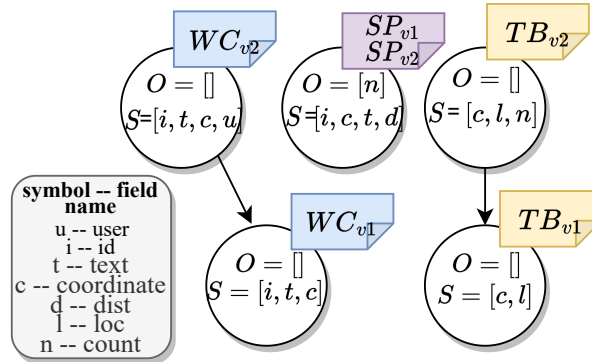 WC_{v2}
O = []
S=[i, t, c, u]
SP_{v1}
SP_{v2}
O = [n]
S=[i, c, t, d]
TB_{v2}
O = []
S= [c, l, n]
symbol -- field
name
u -- user
i -- id
t -- text
c -- coordinate
d -- dist
l -- loc
n -- count
WC_{v1}
O = []
S = [i, t, c]
TB_{v1}
O = []
S = [c, l]